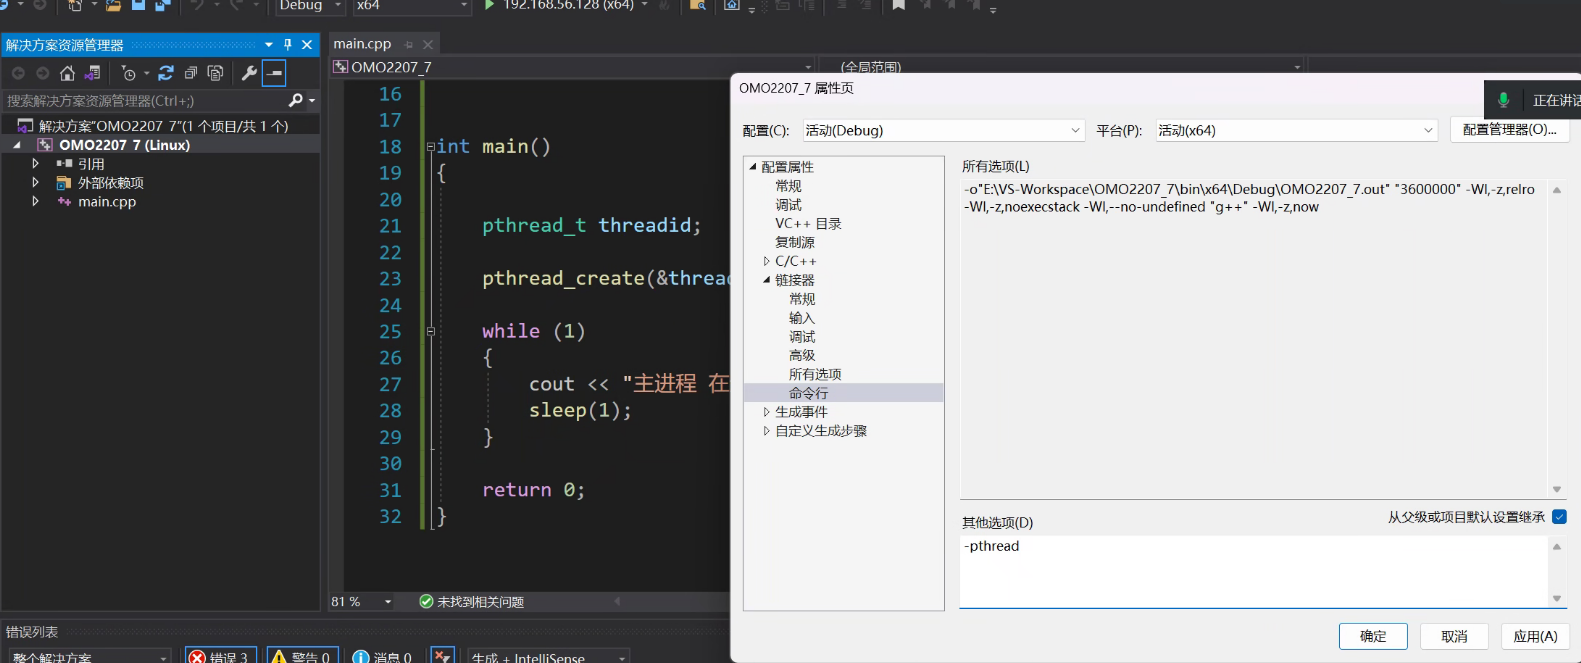 Debug
x64
192.168.56.128 (x64)
解决方案资源管理器
搜索解决方案资源管理器(Ctrl+;)
解决方案"OMO2207_7"(1 个项目/共 1 个)
OMO2207_7 (Linux)
引用
外部依赖项
main.cpp
main.cpp
OMO2207_7
(全局范围)
16
17
18 int main()
19 {
20
21 pthread_t threadid;
22
23 pthread_create(&threa
24
25 while (1)
26 {
27 cout << "主进程 在
28 sleep(1);
29 }
30
31 return 0;
32 }
81 %
未找到相关问题
错误列表
整个解决方案
错误 3
警告 0
消息 0
生成 + IntelliSense
OMO2207_7 属性页
正在讲话
配置(C):
活动(Debug)
平台(P):
活动(x64)
配置管理器(O)...
配置属性
常规
调试
VC++ 目录
复制源
C/C++
链接器
常规
输入
调试
高级
所有选项
命令行
生成事件
自定义生成步骤
所有选项(L)
-o"E:\VS-Workspace\OMO2207_7\bin\x64\Debug\OMO2207_7.out" "3600000" -Wl,-z,relro
-Wl,-z,noexecstack -Wl,--no-undefined "g++" -Wl,-z,now
其他选项(D)
从父级或项目默认设置继承
-pthread
确定
取消
应用(A)